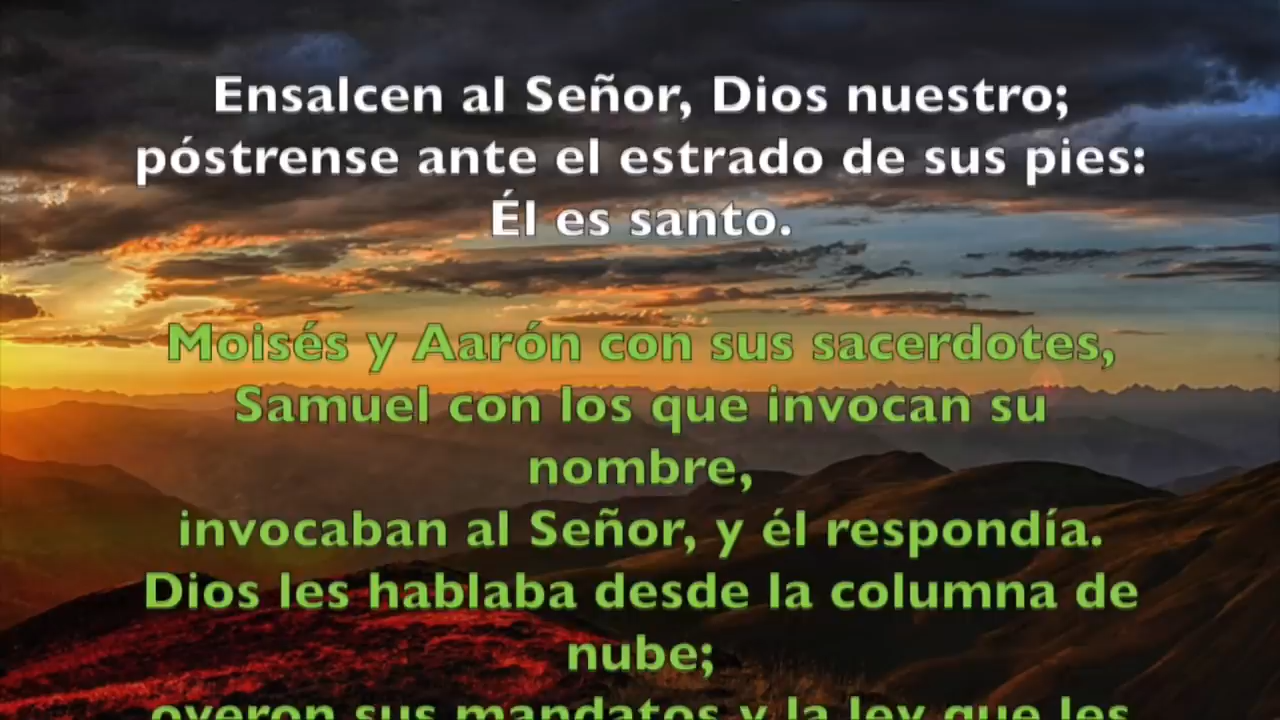 Ensalcen al Señor, Dios nuestro;
póstrense ante el estrado de sus pies:
Él es santo.
Moisés y Aarón con sus sacerdotes,
Samuel con los que invocan su
nombre,
invocaban al Señor, y él respondía.
Dios les hablaba desde la columna de
nube;
oyeron sus mandatos y la ley que les